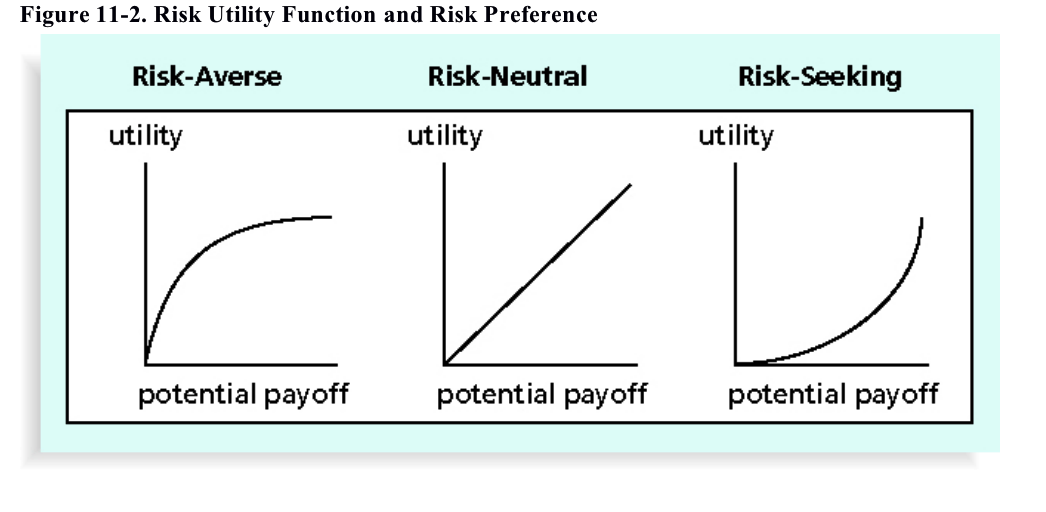 Figure 11-2. Risk Utility Function and Risk Preference
Risk-Averse Risk-Neutral Risk-Seeking
utility utility utility
potential payoff potential payoff potential payoff